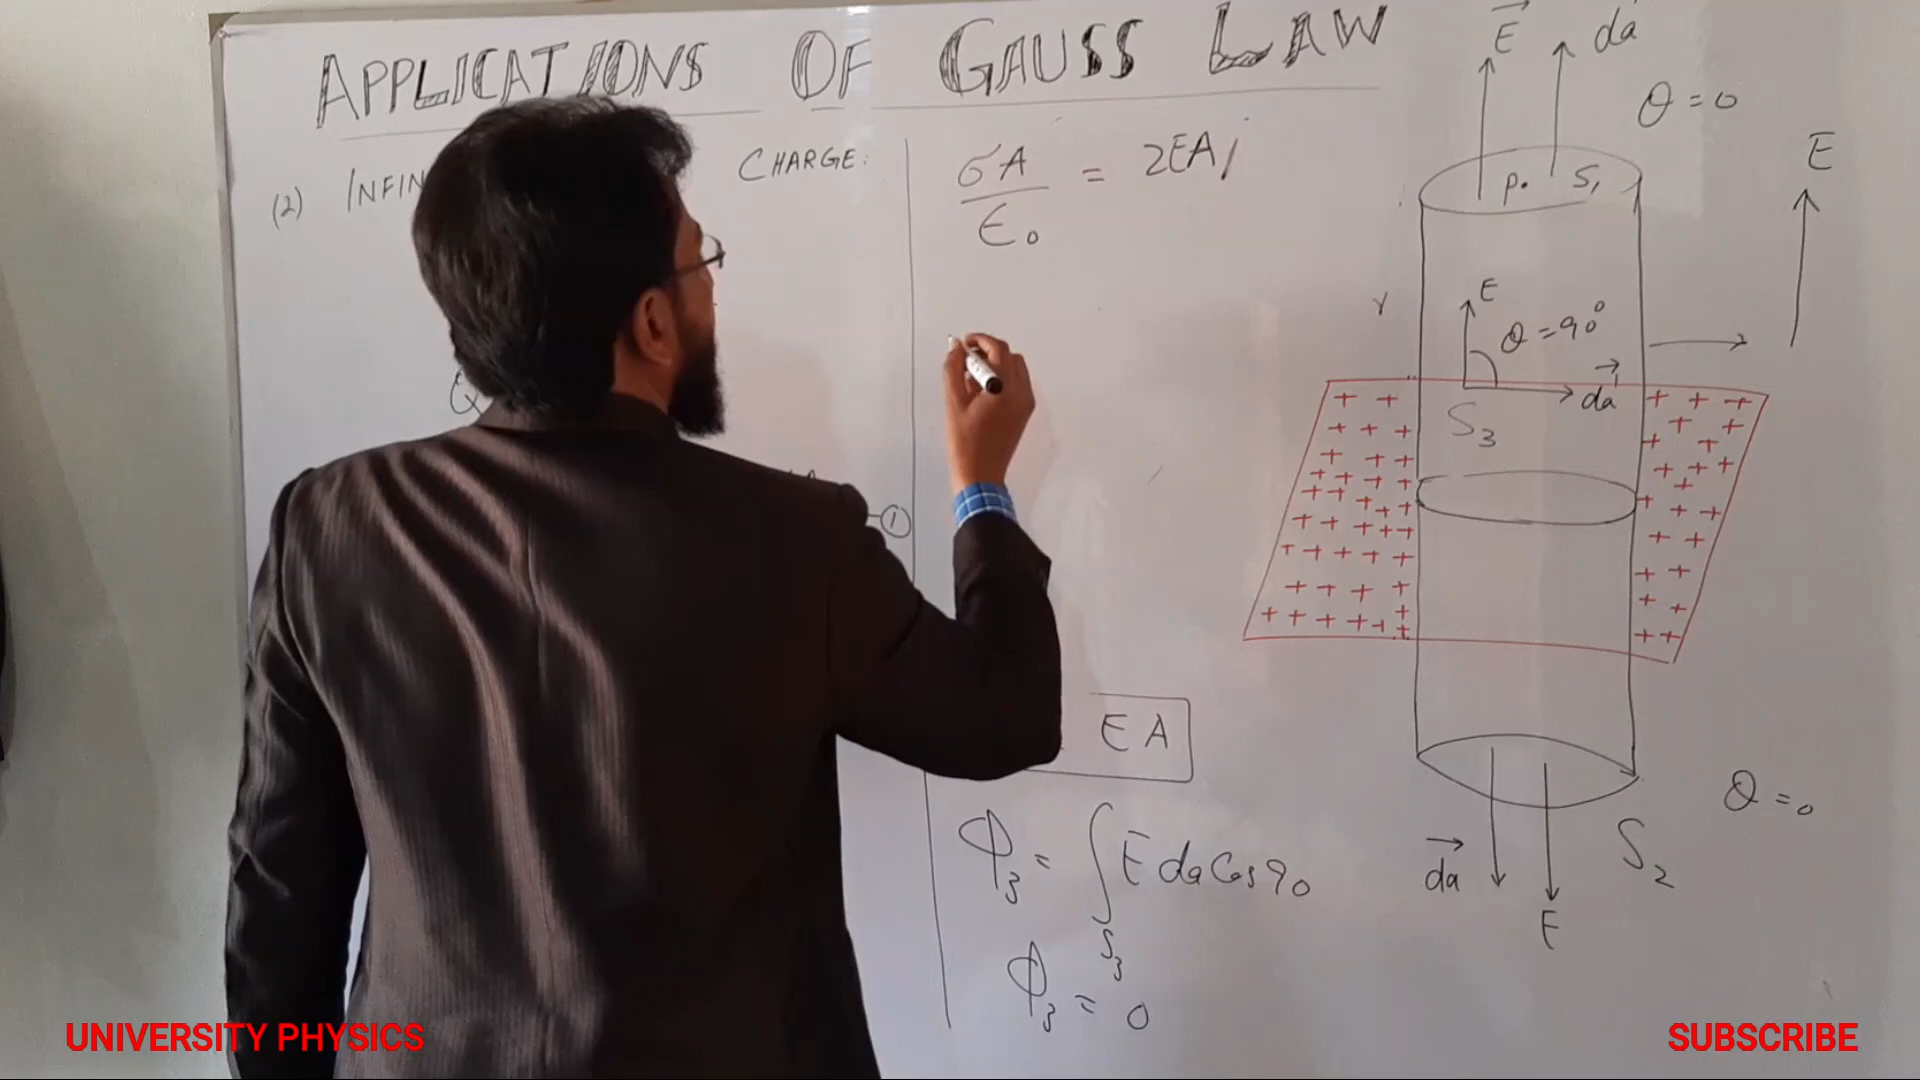 APPLICATIONS OF GAUSS LAW
(2) INFIN CHARGE:
①
σA/ε₀ = 2EA
EA
ϕ₃ = ∫S₃ E da Cos 90
ϕ₃ = 0
E⃗ da⃗
θ = 0
E
P. S₁
r
E
θ = 90°
da⃗
S₃
θ = 0
da⃗
S₂
E
UNIVERSITY PHYSICS
SUBSCRIBE